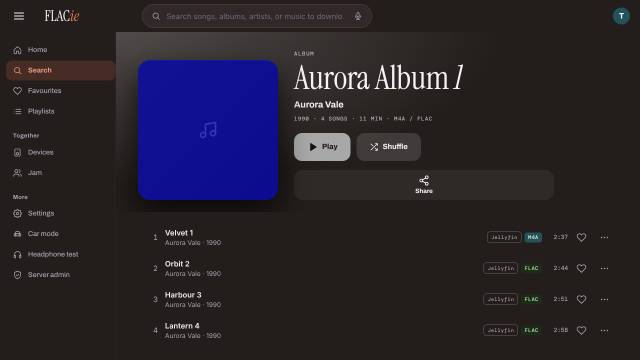 FLACie
Search songs, albums, artists, or music to downlo
T
Home
Search
Favourites
Playlists
Together
Devices
Jam
More
Settings
Car mode
Headphone test
Server admin
ALBUM
Aurora Album 1
Aurora Vale
1990 · 4 SONGS · 11 MIN · M4A / FLAC
Play
Shuffle
Share
1 Velvet 1 Jellyfin M4A 2:37
Aurora Vale · 1990
2 Orbit 2 Jellyfin FLAC 2:44
Aurora Vale · 1990
3 Harbour 3 Jellyfin FLAC 2:51
Aurora Vale · 1990
4 Lantern 4 Jellyfin FLAC 2:58
Aurora Vale · 1990